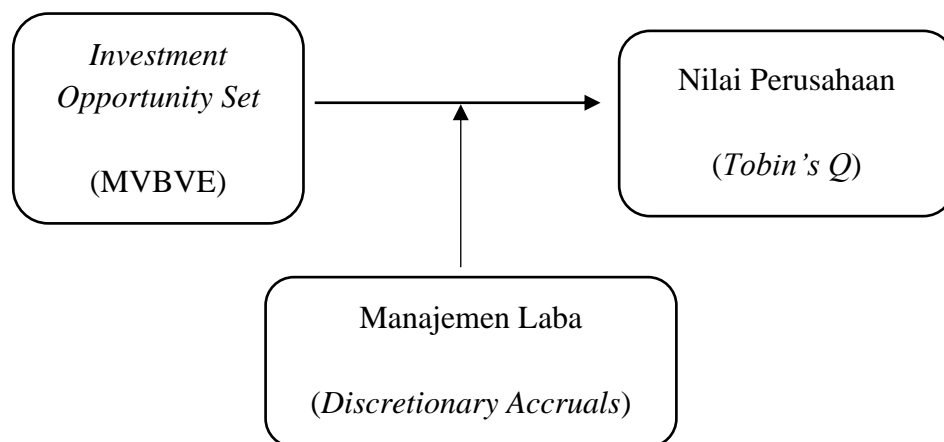 Investment
Opportunity Set
(MVBVE)
Nilai Perusahaan
(Tobin’s Q)
Manajemen Laba
(Discretionary Accruals)